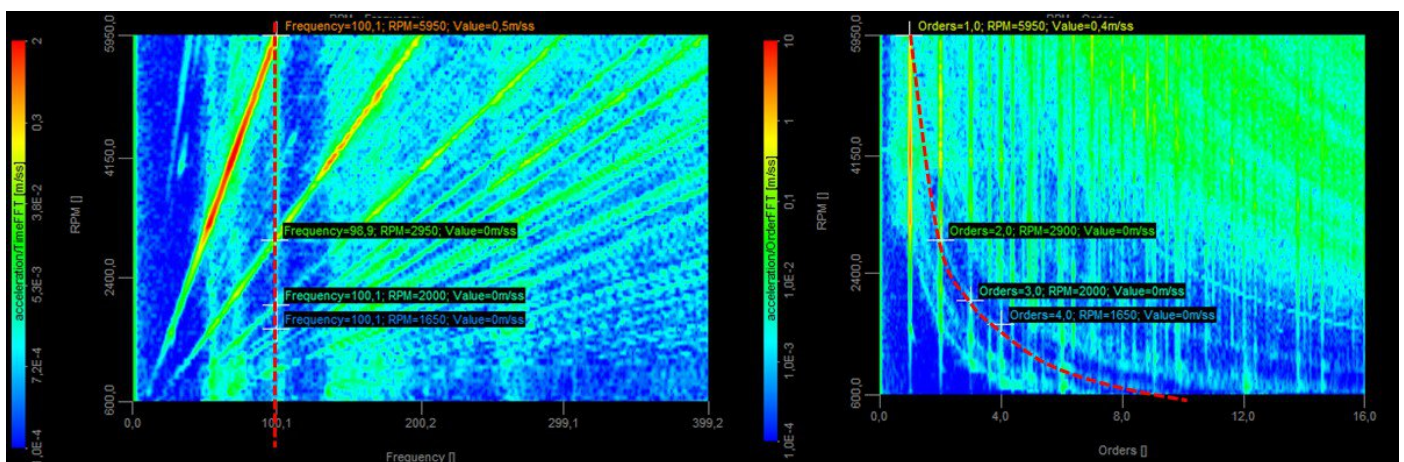 RPM - Frequency
Frequency=100,1; RPM=5950; Value=0,5m/ss
Frequency=98,9; RPM=2950; Value=0m/ss
Frequency=100,1; RPM=2000; Value=0m/ss
Frequency=100,1; RPM=1650; Value=0m/ss
acceleration/TimeFFT [m/ss]
2
0,3
3,8E-2
5,3E-3
7,2E-4
1,0E-4
RPM []
5950,0
4150,0
2400,0
600,0
0,0
100,1
200,2
299,1
399,2
Frequency []
RPM - Order
Orders=1,0; RPM=5950; Value=0,4m/ss
Orders=2,0; RPM=2900; Value=0m/ss
Orders=3,0; RPM=2000; Value=0m/ss
Orders=4,0; RPM=1650; Value=0m/ss
acceleration/OrderFFT [m/ss]
10
1
0,1
1,0E-2
1,0E-3
1,0E-4
RPM []
5950,0
4150,0
2400,0
600,0
0,0
4,0
8,0
12,0
16,0
Orders []